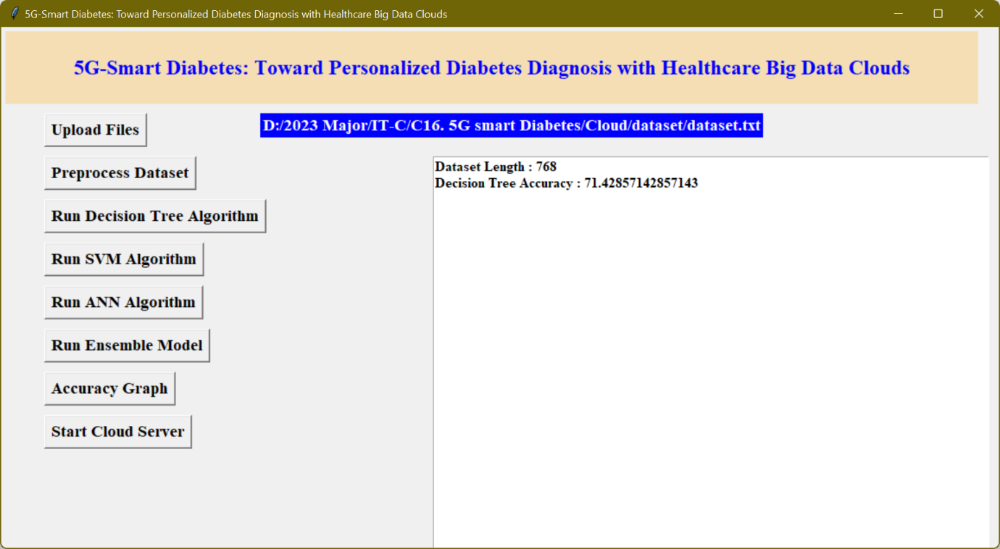 5G-Smart Diabetes: Toward Personalized Diabetes Diagnosis with Healthcare Big Data Clouds
5G-Smart Diabetes: Toward Personalized Diabetes Diagnosis with Healthcare Big Data Clouds
Upload Files
D:/2023 Major/IT-C/C16. 5G smart Diabetes/Cloud/dataset/dataset.txt
Preprocess Dataset
Run Decision Tree Algorithm
Run SVM Algorithm
Run ANN Algorithm
Run Ensemble Model
Accuracy Graph
Start Cloud Server
Dataset Length : 768
Decision Tree Accuracy : 71.42857142857143